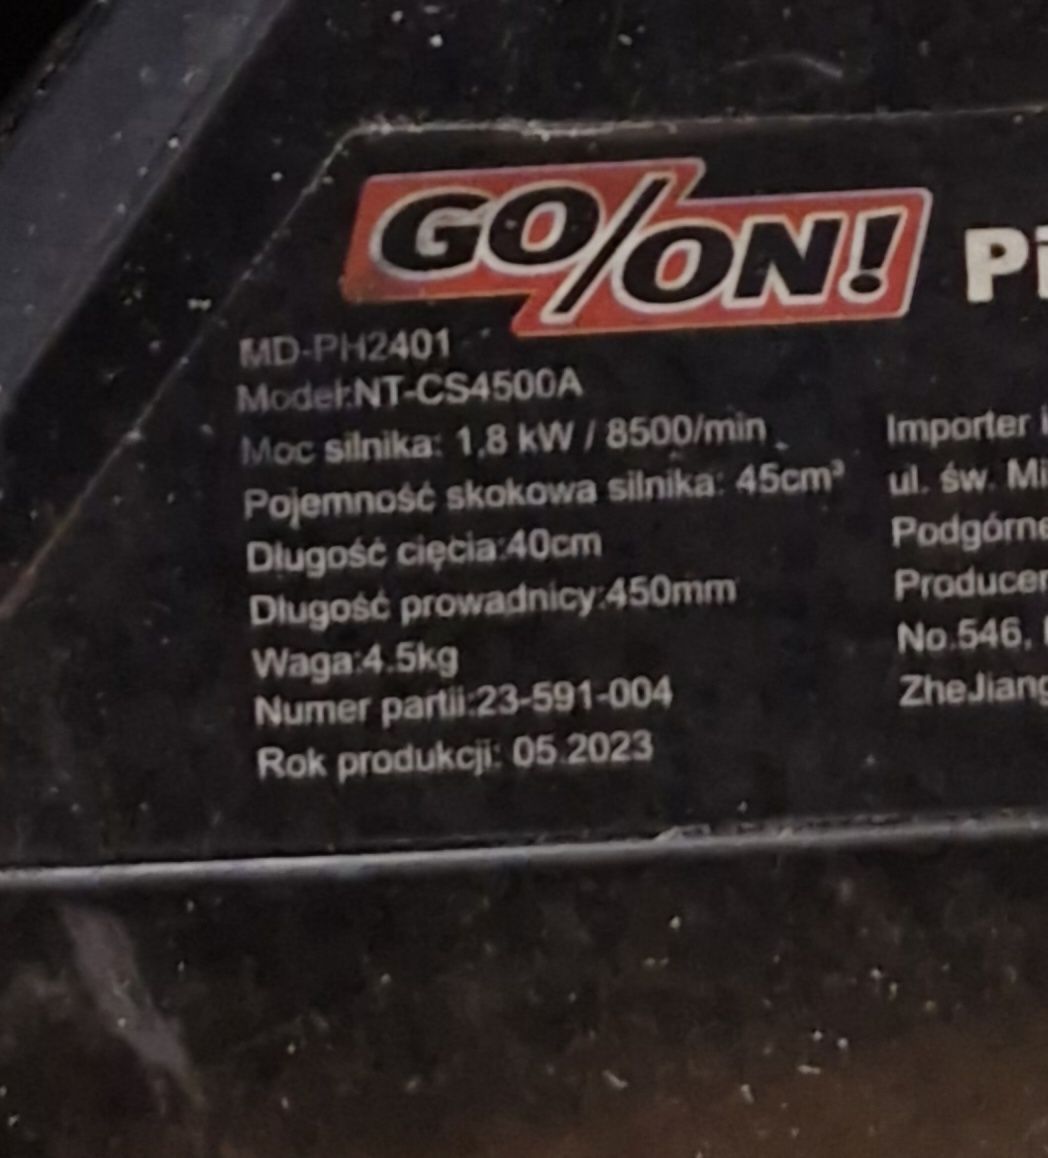 GO/ON! Pi
MD-PH2401
Model:NT-CS4500A
Moc silnika: 1,8 kW / 8500/min
Pojemność skokowa silnika: 45cm³
Długość cięcia:40cm
Długość prowadnicy:450mm
Waga:4.5kg
Numer partii:23-591-004
Rok produkcji: 05.2023
Importer i
ul. św. Mi
Podgórne
Producer
No.546,
ZheJiang